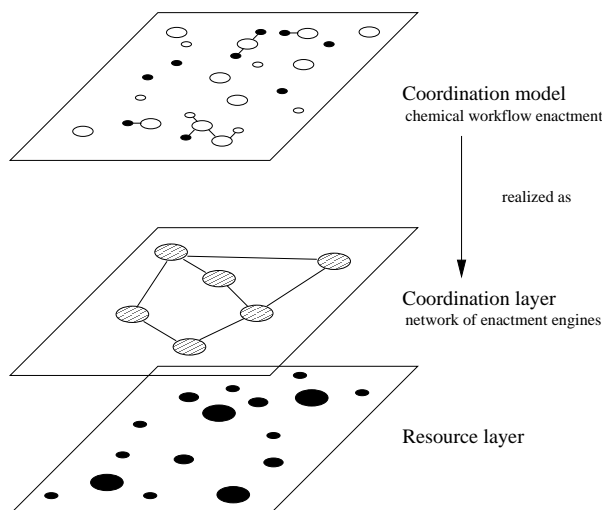 Coordination model
chemical workflow enactment
realized as
Coordination layer
network of enactment engines
Resource layer